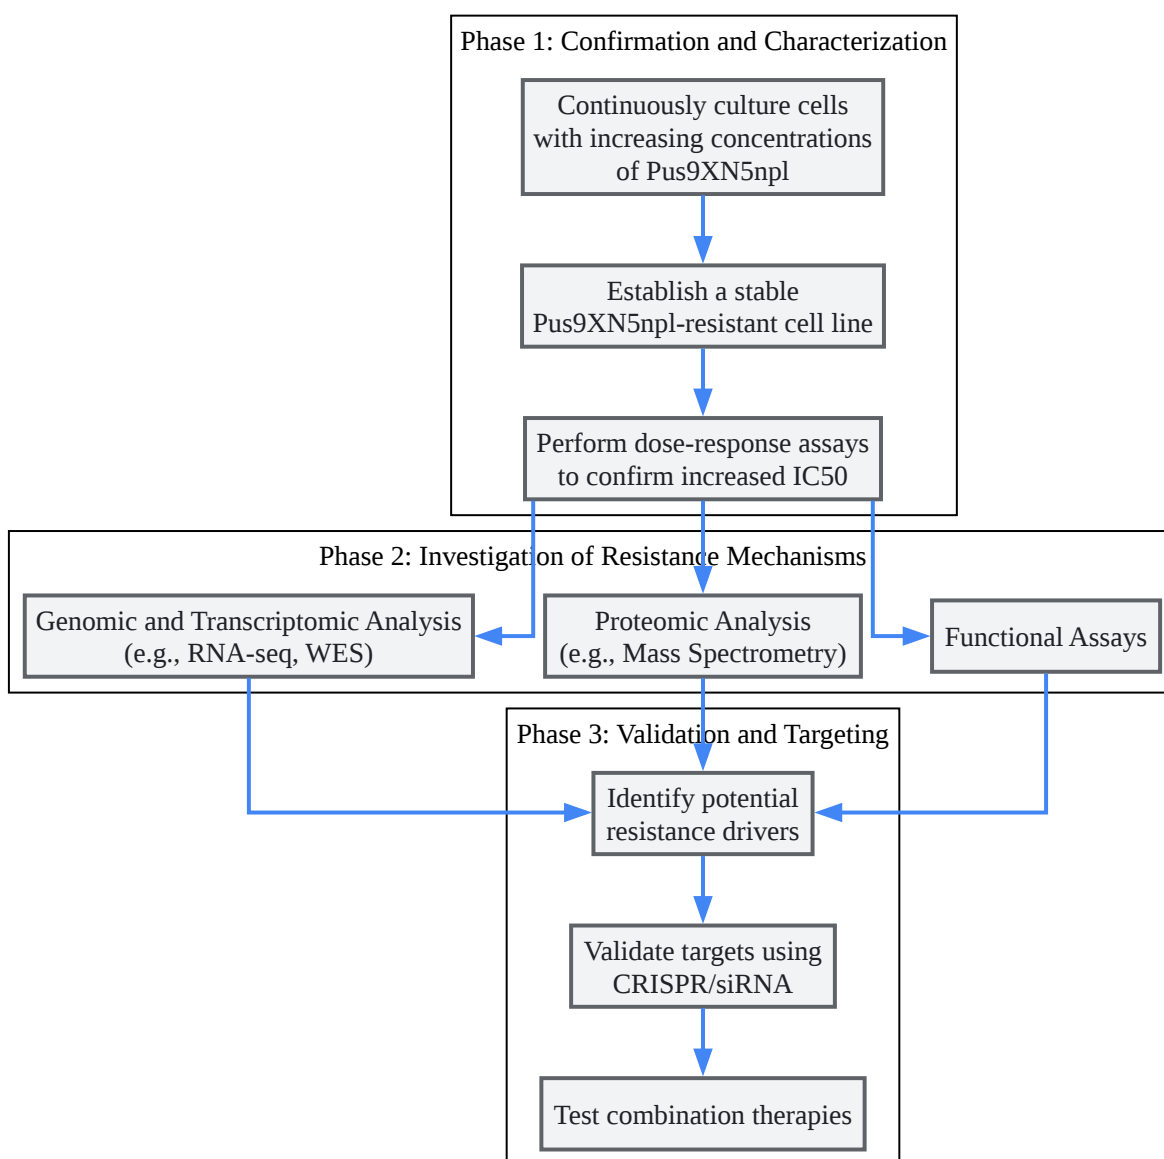 Phase 1: Confirmation and Characterization
Continuously culture cells
with increasing concentrations
of Pus9XN5npl
Establish a stable
Pus9XN5npl-resistant cell line
Perform dose-response assays
to confirm increased IC50
Phase 2: Investigation of Resistance Mechanisms
Genomic and Transcriptomic Analysis
(e.g., RNA-seq, WES)
Proteomic Analysis
(e.g., Mass Spectrometry)
Functional Assays
Phase 3: Validation and Targeting
Identify potential
resistance drivers
Validate targets using
CRISPR/siRNA
Test combination therapies